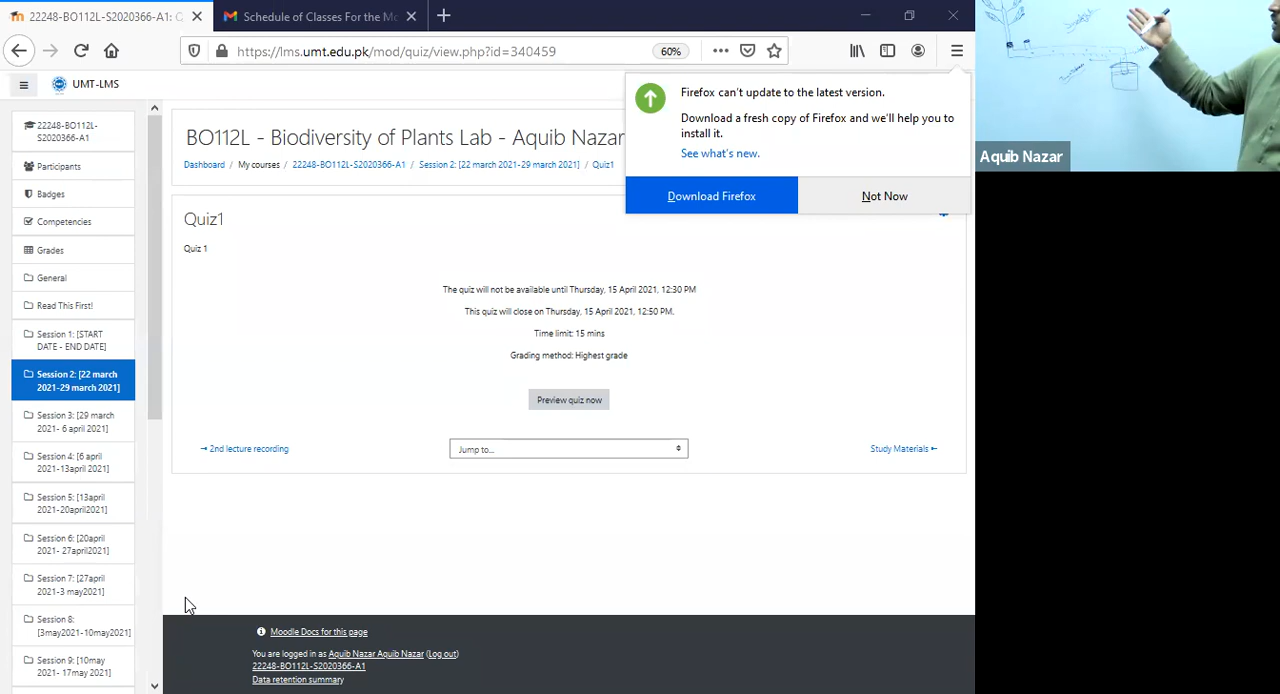 22248-BO112L-S2020366-A1: Q
Schedule of Classes For the Mo
https://lms.umt.edu.pk/mod/quiz/view.php?id=340459
60%
UMT-LMS
Firefox can't update to the latest version.
Download a fresh copy of Firefox and we'll help you to
install it.
See what's new.
Download Firefox
Not Now
Aquib Nazar
22248-BO112L-
S2020366-A1
Participants
Badges
Competencies
Grades
General
Read This First!
Session 1: [START
DATE - END DATE]
Session 2: [22 march
2021-29 march 2021]
Session 3: [29 march
2021- 6 april 2021]
Session 4: [6 april
2021-13april 2021]
Session 5: [13april
2021-20april2021]
Session 6: [20april
2021- 27april2021]
Session 7: [27april
2021-3 may2021]
Session 8:
[3may2021-10may2021]
Session 9: [10may
2021- 17may 2021]
BO112L - Biodiversity of Plants Lab - Aquib Nazar
Dashboard / My courses / 22248-BO112L-S2020366-A1 / Session 2: [22 march 2021-29 march 2021] / Quiz1
Quiz1
Quiz 1
The quiz will not be available until Thursday, 15 April 2021, 12:30 PM
This quiz will close on Thursday, 15 April 2021, 12:50 PM.
Time limit: 15 mins
Grading method: Highest grade
Preview quiz now
2nd lecture recording
Jump to...
Study Materials
Moodle Docs for this page
You are logged in as Aquib Nazar Aquib Nazar (Log out)
22248-BO112L-S2020366-A1
Data retention summary